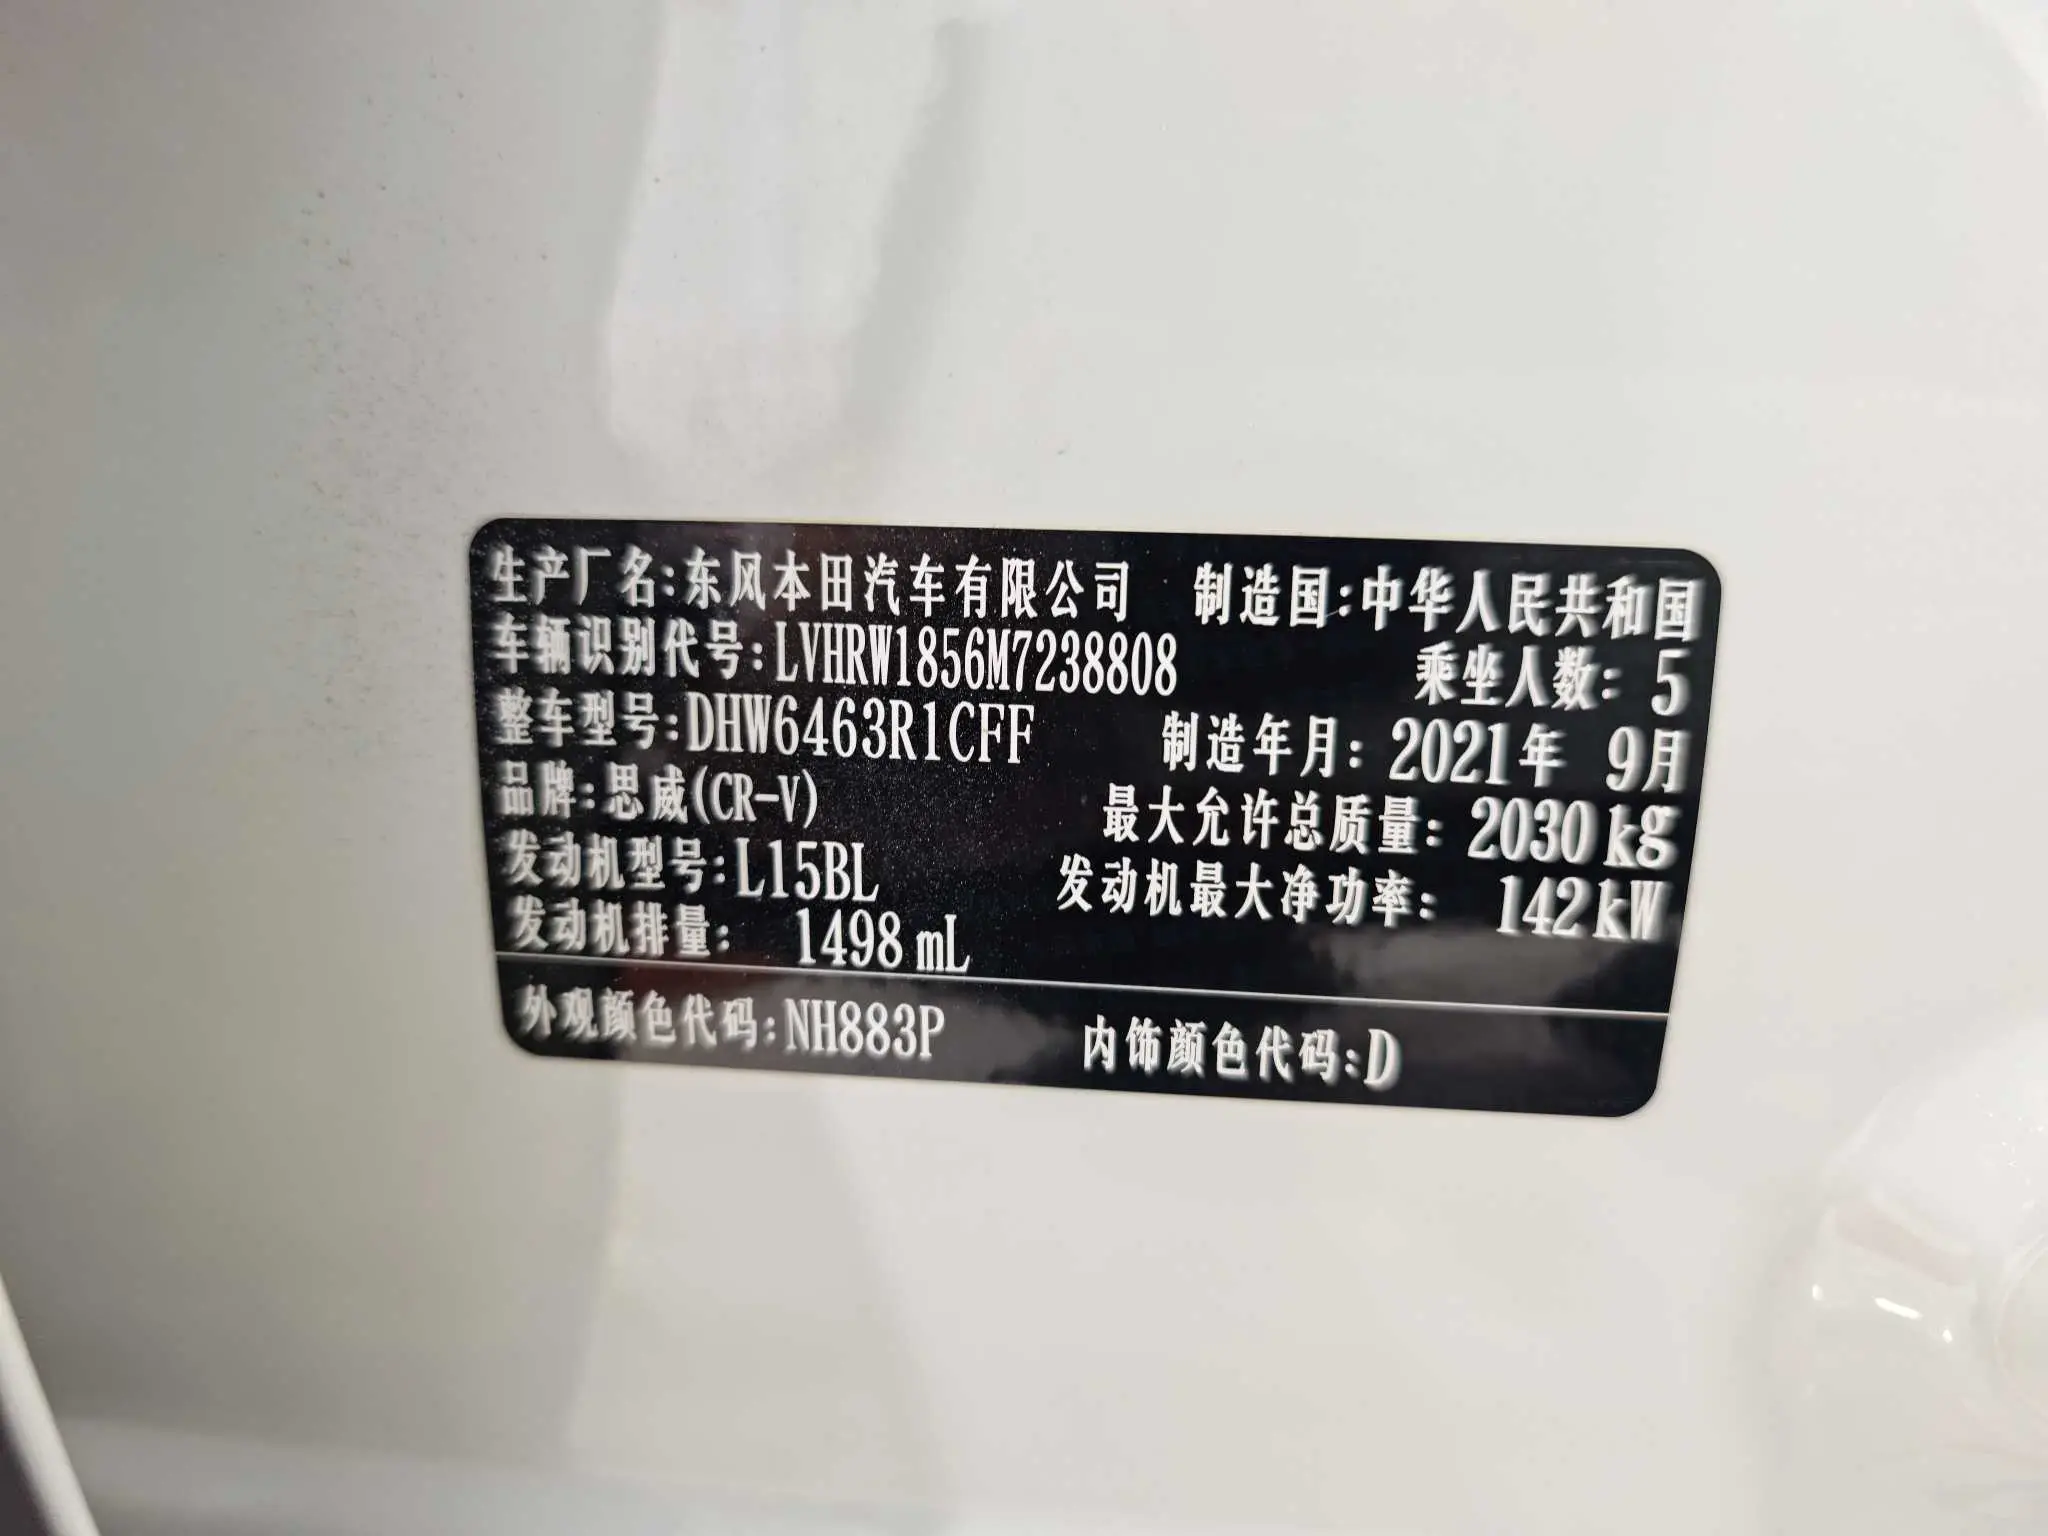 生产厂名:东风本田汽车有限公司 制造国:中华人民共和国
车辆识别代号:LVHRW1856M7238808 乘坐人数: 5
整车型号:DHW6463R1CFF 制造年月: 2021年 9月
品牌:思威(CR-V) 最大允许总质量: 2030kg
发动机型号:L15BL 发动机最大净功率: 142kW
发动机排量: 1498 mL
外观颜色代码:NH883P 内饰颜色代码:D